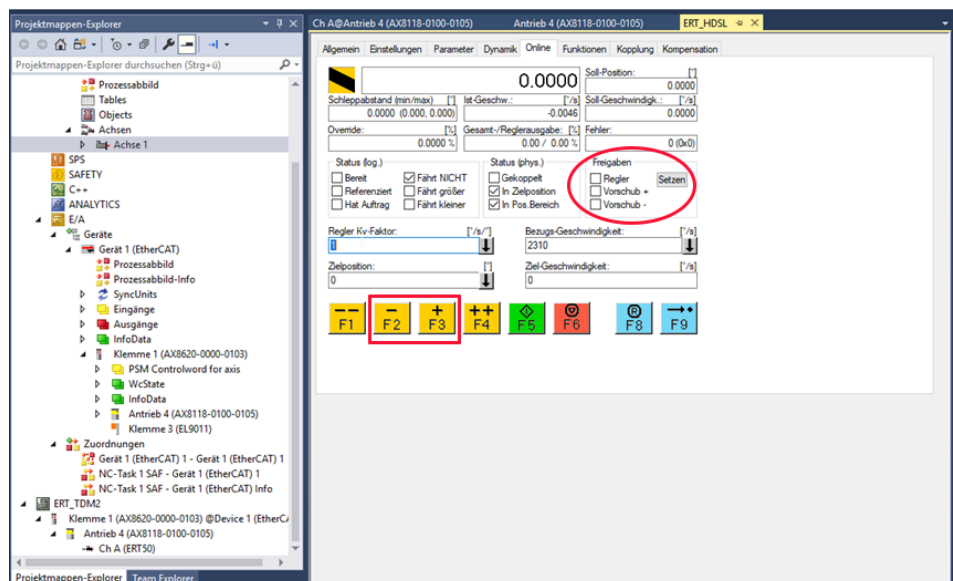 Projektmappen-Explorer
Projektmappen-Explorer durchsuchen (Strg+ü)
Prozessabbild
Tables
Objects
Achsen
Achse 1
SPS
SAFETY
C++
ANALYTICS
E/A
Geräte
Gerät 1 (EtherCAT)
Prozessabbild
Prozessabbild-Info
SyncUnits
Eingänge
Ausgänge
InfoData
Klemme 1 (AX8620-0000-0103)
PSM Controlword for axis
WcState
InfoData
Antrieb 4 (AX8118-0100-0105)
Klemme 3 (EL9011)
Zuordnungen
Gerät 1 (EtherCAT) 1 - Gerät 1 (EtherCAT) 1
NC-Task 1 SAF - Gerät 1 (EtherCAT) 1
NC-Task 1 SAF - Gerät 1 (EtherCAT) Info
ERT_TDM2
Klemme 1 (AX8620-0000-0103) @Device 1 (EtherCA
Antrieb 4 (AX8118-0100-0105)
Ch A (ERT50)
Projektmappen-Explorer Team Explorer
Ch A@Antrieb 4 (AX8118-0100-0105) Antrieb 4 (AX8118-0100-0105) ERT_HDSL
Allgemein Einstellungen Parameter Dynamik Online Funktionen Kopplung Kompensation
0.0000
Soll-Position: [°]
0.0000
Schleppabstand (min/max) [°] Ist-Geschw.: [°/s] Soll-Geschwindigk.: [°/s]
0.0000 (0.000, 0.000) -0.0046 0.0000
Override: [%] Gesamt-/Reglerausgabe: [%] Fehler:
0.0000 % 0.00 / 0.00 % 0 (0x0)
Status (log.) Status (phys.) Freigaben
Bereit Fährt NICHT Gekoppelt Regler Setzen
Referenziert Fährt größer In Zielposition Vorschub +
Hat Auftrag Fährt kleiner In Pos.Bereich Vorschub -
Regler Kv-Faktor: [°/s/°] Bezugs-Geschwindigkeit: [°/s]
1 2310
Zielposition: [°] Ziel-Geschwindigkeit: [°/s]
0 0
-- - + ++ R
F1 F2 F3 F4 F5 F6 F8 F9